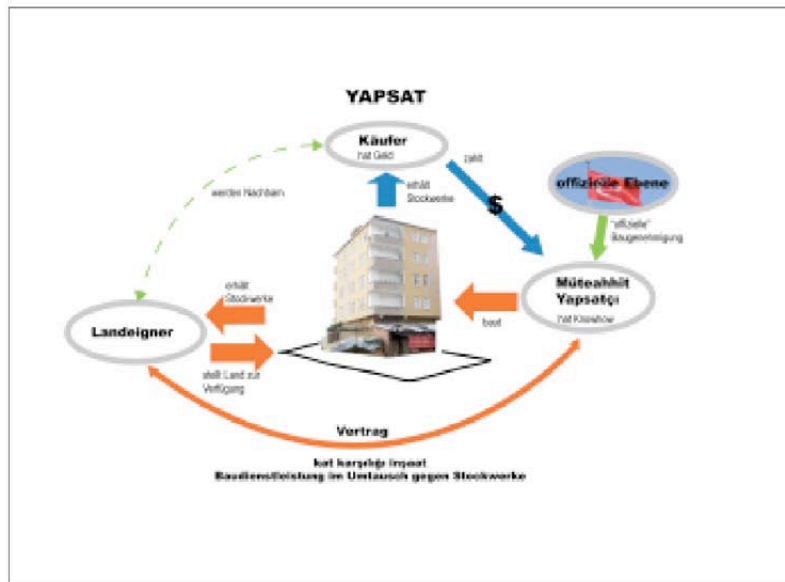 YAPSAT
Käufer
hat Geld
zahlt
offizielle Ebene
werden Nachbarn
erhält
Stockwerke
$
"offizielle"
Baugenehmigung
erhält
Stockwerke
Müteahhit
Yapsatçı
hat Knowhow
Landeigner
baut
stellt Land zur
Verfügung
Vertrag
kat karşılığı inşaat
Baudienstleistung im Umtausch gegen Stockwerke